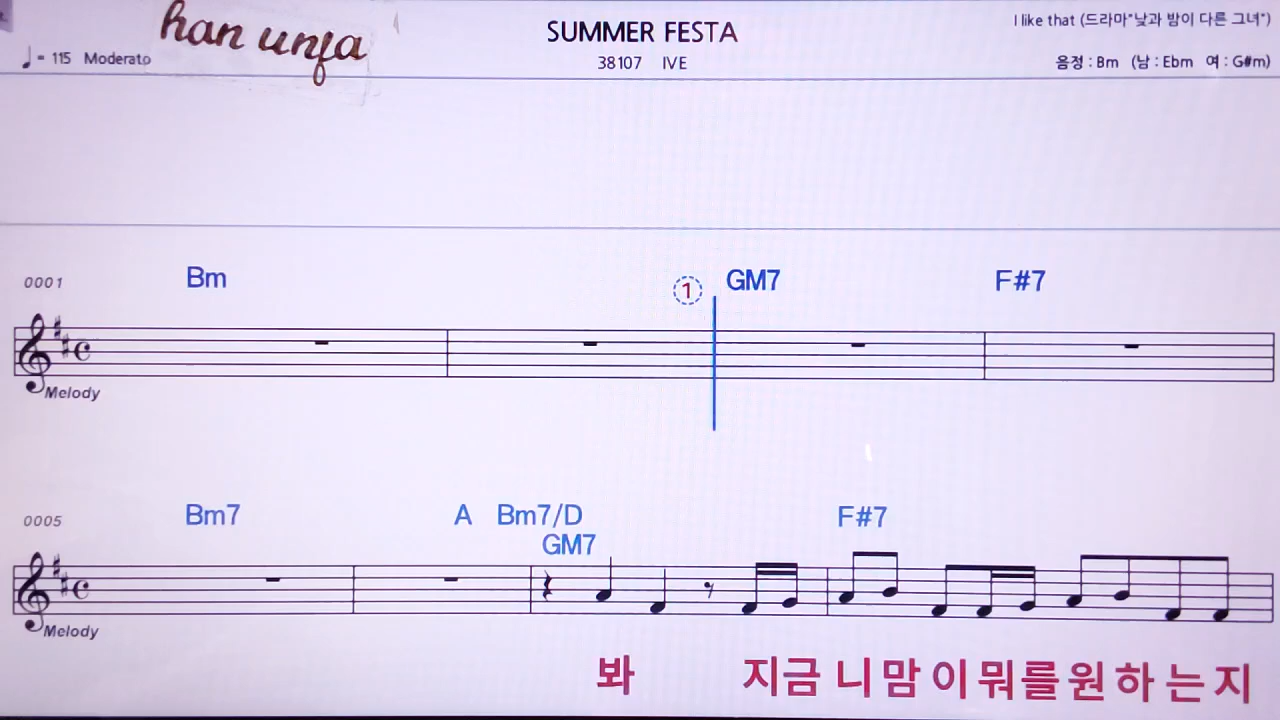 han unfa
SUMMER FESTA
I like that (드라마"낮과 밤이 다른 그녀")
♩ = 115 Moderato
38107 IVE
음정 : Bm (남 : Ebm 여 : G#m)
0001 Bm ① GM7 F#7
Melody
0005 Bm7 A Bm7/D F#7
GM7
Melody
봐 지금 니맘 이뭐를원하는지